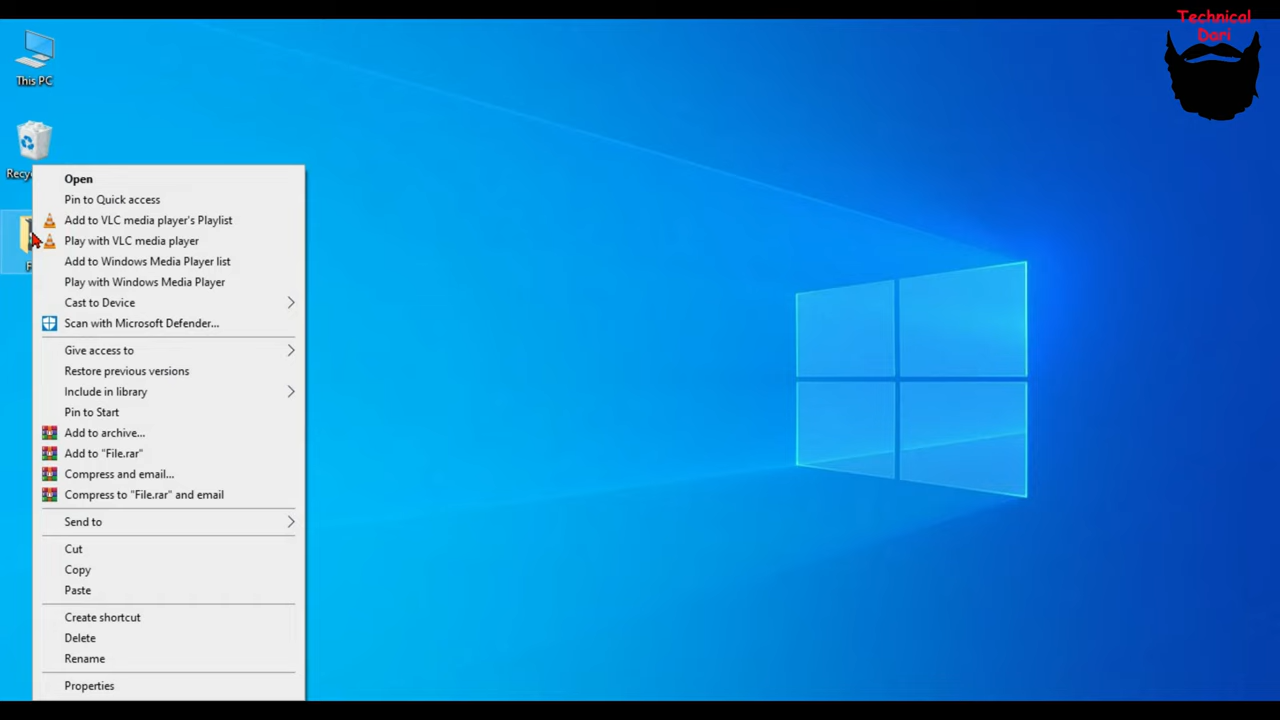 Technical
Dari
This PC
Open
Pin to Quick access
Add to VLC media player's Playlist
Play with VLC media player
Add to Windows Media Player list
Play with Windows Media Player
Cast to Device
Scan with Microsoft Defender...
Give access to
Restore previous versions
Include in library
Pin to Start
Add to archive...
Add to "File.rar"
Compress and email...
Compress to "File.rar" and email
Send to
Cut
Copy
Paste
Create shortcut
Delete
Rename
Properties